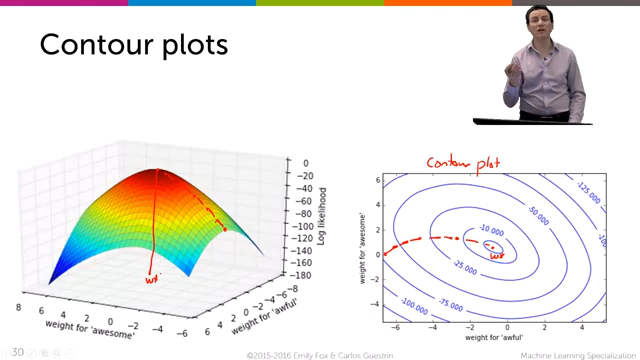 Contour plots
Contour plot
0
-20
-40
-60
-80
-100
-120
-140
-160
-180
Log likelihood
8 6 4 2 0 -2 -4 -6
weight for 'awesome'
6 4 2 0 -2 -4 -6 -8
weight for 'awful'
6
4
2
0
-2
-4
weight for 'awesome'
-6 -4 -2 0 2 4
weight for 'awful'
-10.000
-25.000
-50.000
-75.000
-100.000
-125.000
30
©2015-2016 Emily Fox & Carlos Guestrin
Machine Learning Specialization